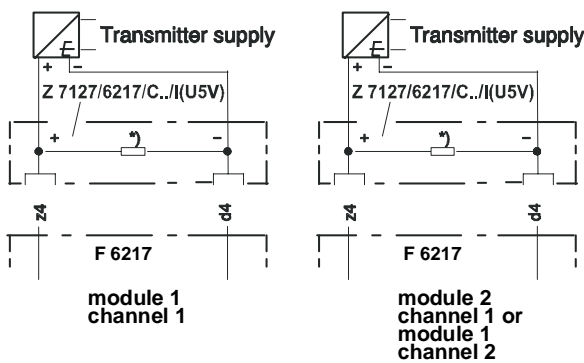 E Transmitter supply
+ −
Z 7127/6217/C../I(U5V)
+ *) −
z4 d4
F 6217
module 1
channel 1
E Transmitter supply
+ −
Z 7127/6217/C../I(U5V)
+ *) −
z4 d4
F 6217
module 2
channel 1 or
module 1
channel 2